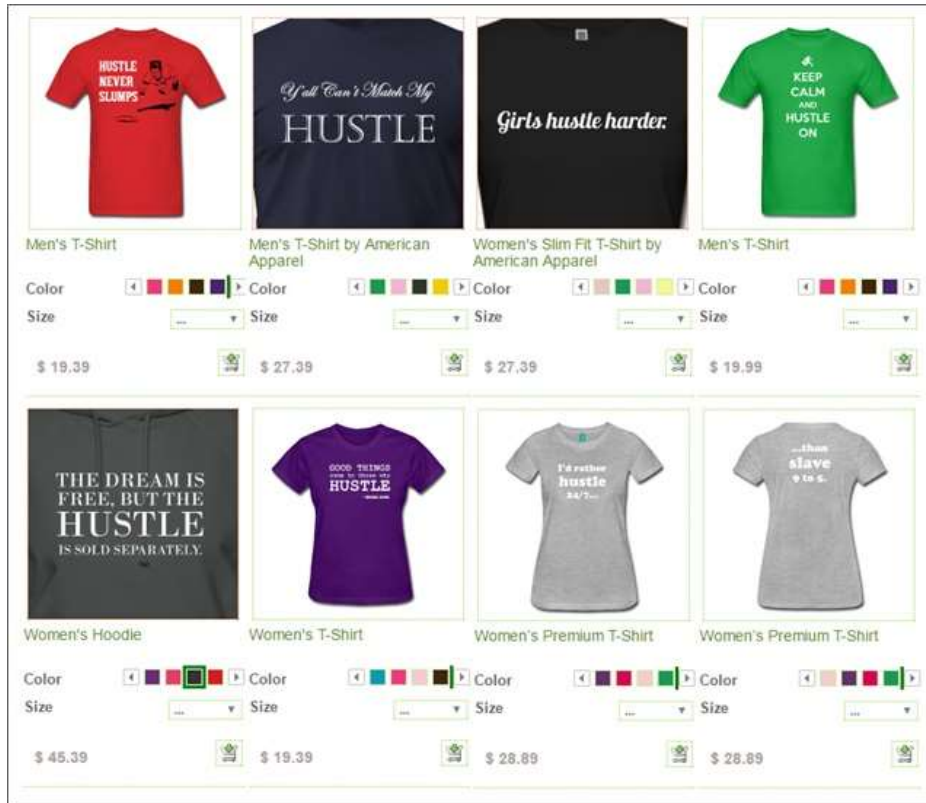 HUSTLE
NEVER
SLUMPS
Y'all Can't Match My
HUSTLE
Girls hustle harder.
KEEP
CALM
AND
HUSTLE
ON
Men's T-Shirt
Men's T-Shirt by American
Apparel
Women's Slim Fit T-Shirt by
American Apparel
Men's T-Shirt
Color
Color
Color
Color
Size ...
Size ...
Size ...
Size ...
$ 19.39
$ 27.39
$ 27.39
$ 19.99
THE DREAM IS
FREE, BUT THE
HUSTLE
IS SOLD SEPARATELY.
GOOD THINGS
come to those who
HUSTLE
I'd rather
hustle
24/7...
...than
slave
9 to 5.
Women's Hoodie
Women's T-Shirt
Women's Premium T-Shirt
Women's Premium T-Shirt
Color
Color
Color
Color
Size ...
Size ...
Size ...
Size ...
$ 45.39
$ 19.39
$ 28.89
$ 28.89